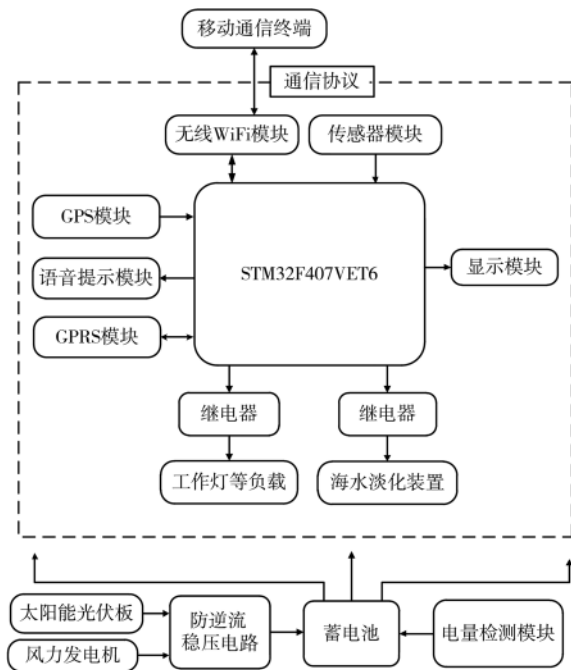 移动通信终端
通信协议
无线WiFi模块
传感器模块
GPS模块
语音提示模块
GPRS模块
STM32F407VET6
显示模块
继电器
继电器
工作灯等负载
海水淡化装置
太阳能光伏板
风力发电机
防逆流
稳压电路
蓄电池
电量检测模块